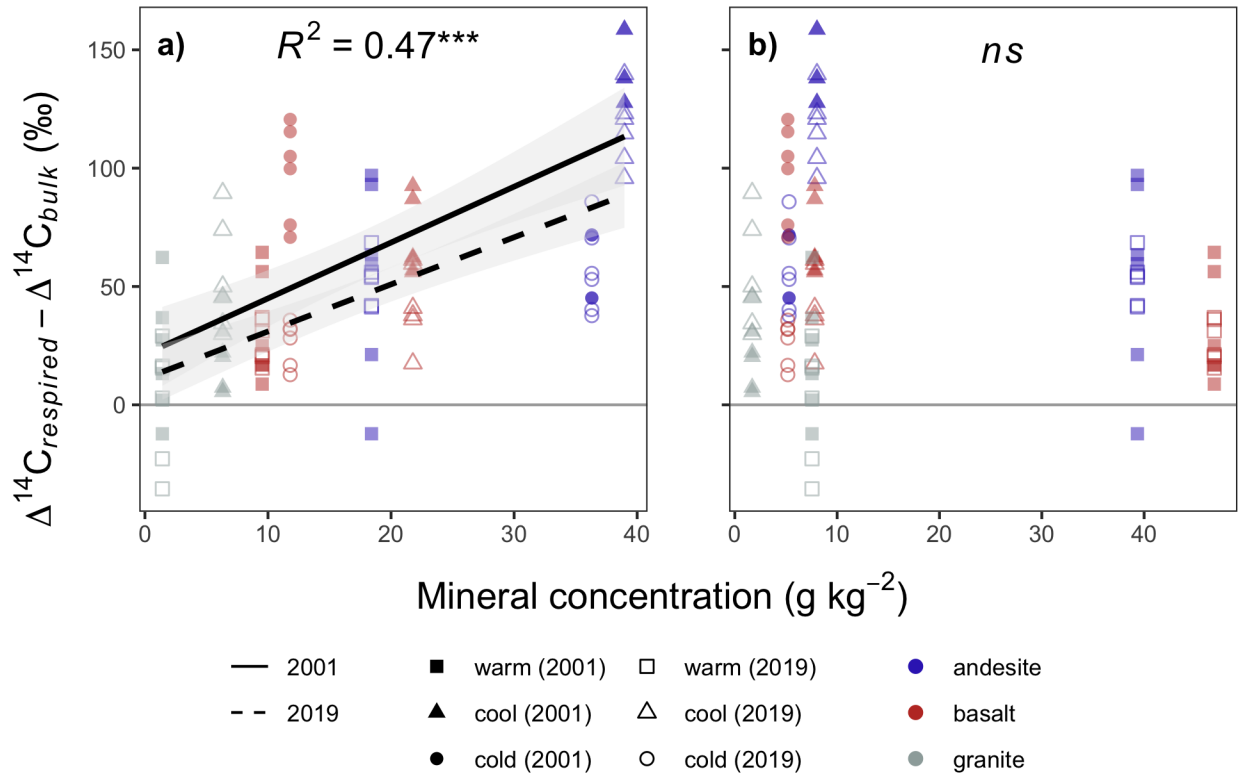 a) R² = 0.47***
b) ns
Δ¹⁴C_respired − Δ¹⁴C_bulk (‰)
150
100
50
0
0 10 20 30 40
0 10 20 30 40
Mineral concentration (g kg⁻²)
2001 warm (2001) warm (2019) andesite
2019 cool (2001) cool (2019) basalt
cold (2001) cold (2019) granite